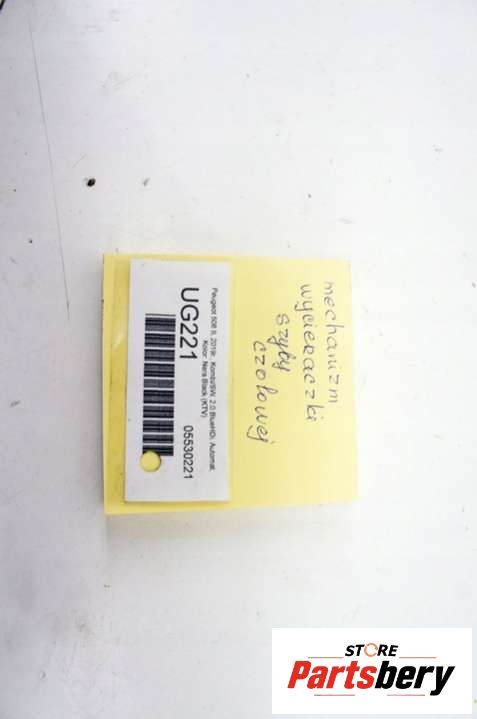 mechanizm
wycieraczki
szyby
czołowej
Peugeot 508 II, 2019r., Kombi/SW, 2.0 BlueHDi, Automat,
Kolor: Nera Black (KTV)
UG221
05530221
STORE
Partsbery